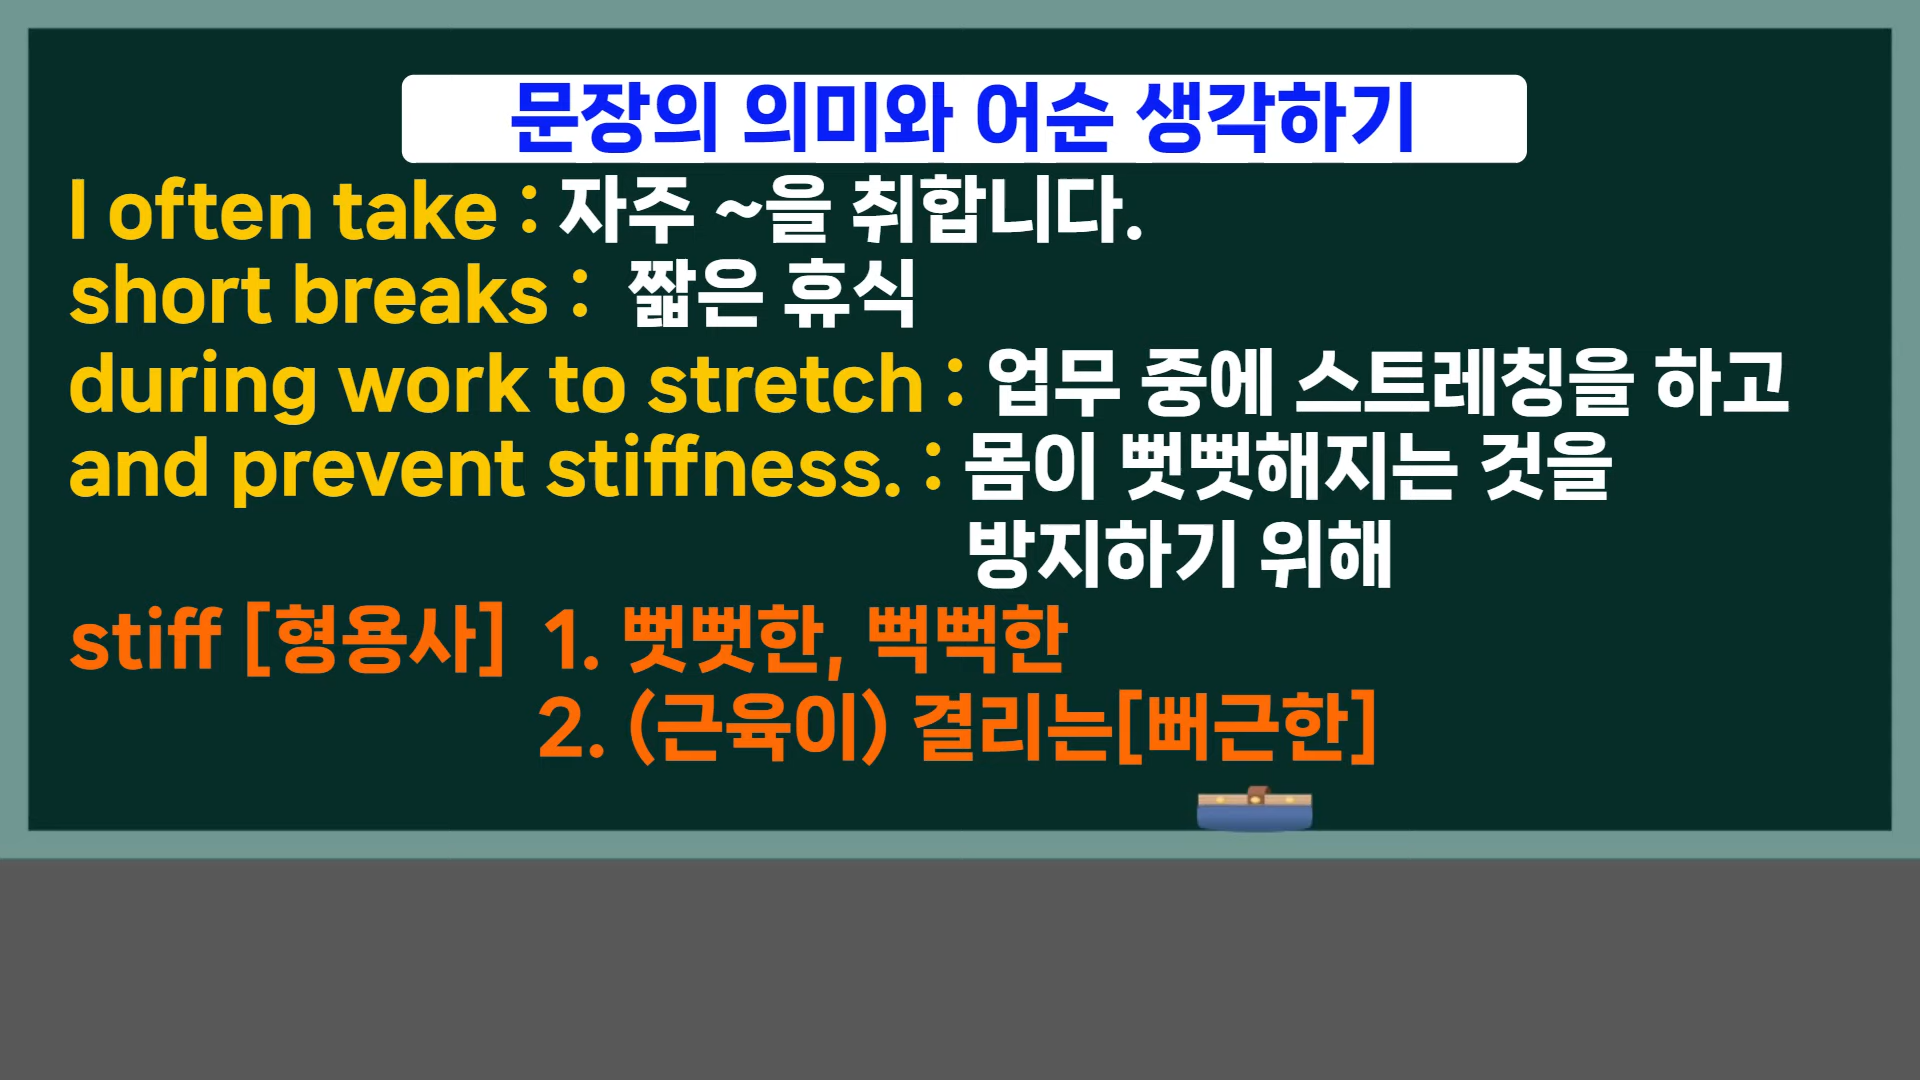 문장의 의미와 어순 생각하기
I often take : 자주 ~을 취합니다.
short breaks : 짧은 휴식
during work to stretch : 업무 중에 스트레칭을 하고
and prevent stiffness. : 몸이 뻣뻣해지는 것을
방지하기 위해
stiff [형용사] 1. 뻣뻣한, 뻑뻑한
2. (근육이) 결리는[뻐근한]